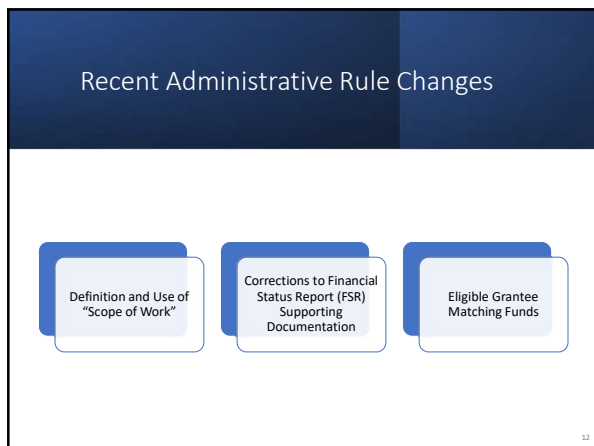 Recent Administrative Rule Changes
Definition and Use of
“Scope of Work”
Corrections to Financial
Status Report (FSR)
Supporting
Documentation
Eligible Grantee
Matching Funds
12